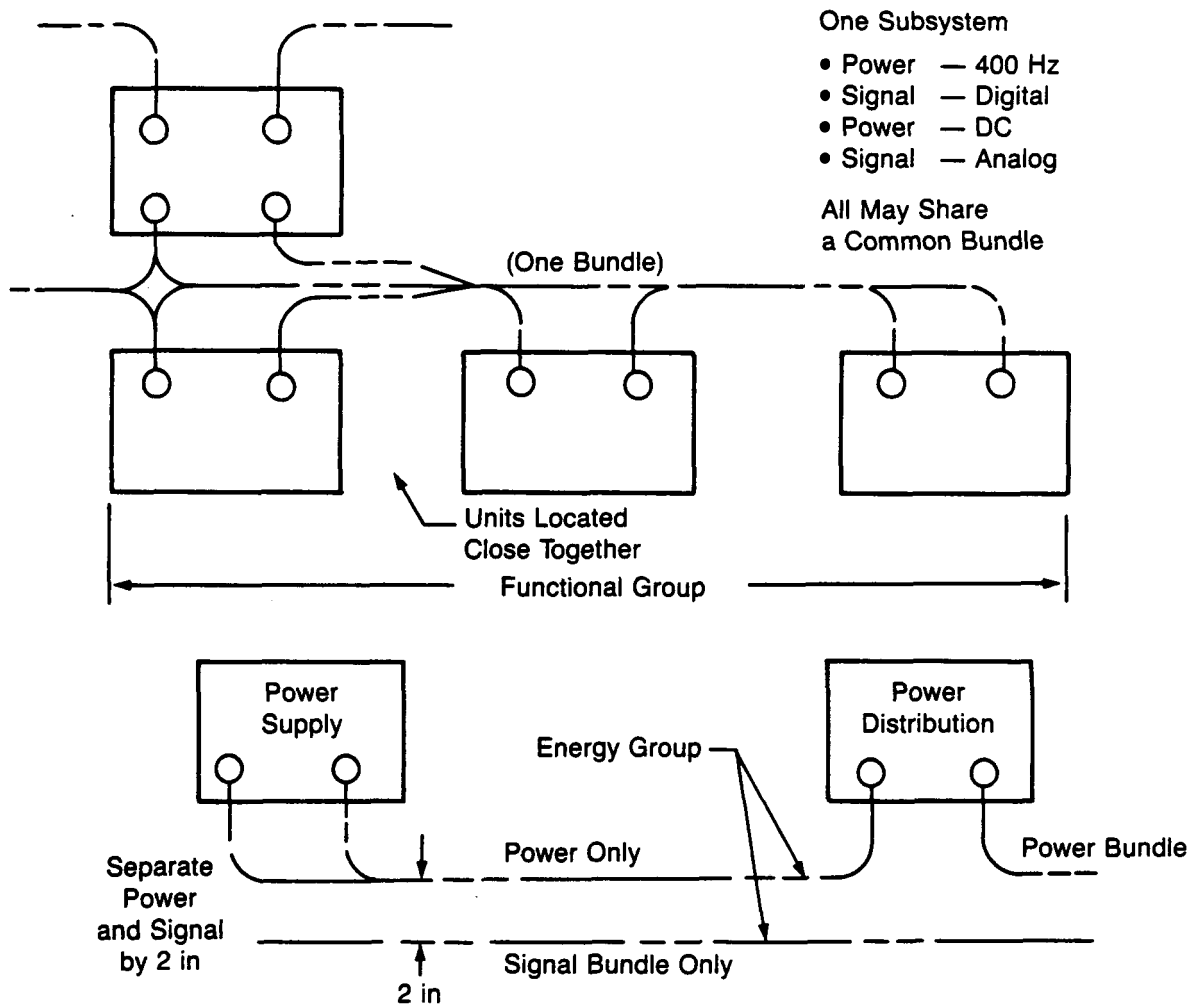 One Subsystem
• Power — 400 Hz
• Signal — Digital
• Power — DC
• Signal — Analog
All May Share
a Common Bundle
(One Bundle)
Units Located
Close Together
Functional Group
Power
Supply
Power
Distribution
Energy Group
Separate
Power
and Signal
by 2 in
Power Only
Power Bundle
Signal Bundle Only
2 in